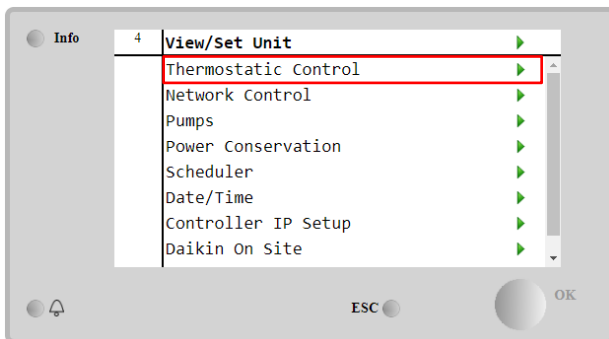 Info
4 View/Set Unit
Thermostatic Control
Network Control
Pumps
Power Conservation
Scheduler
Date/Time
Controller IP Setup
Daikin On Site
ESC
OK